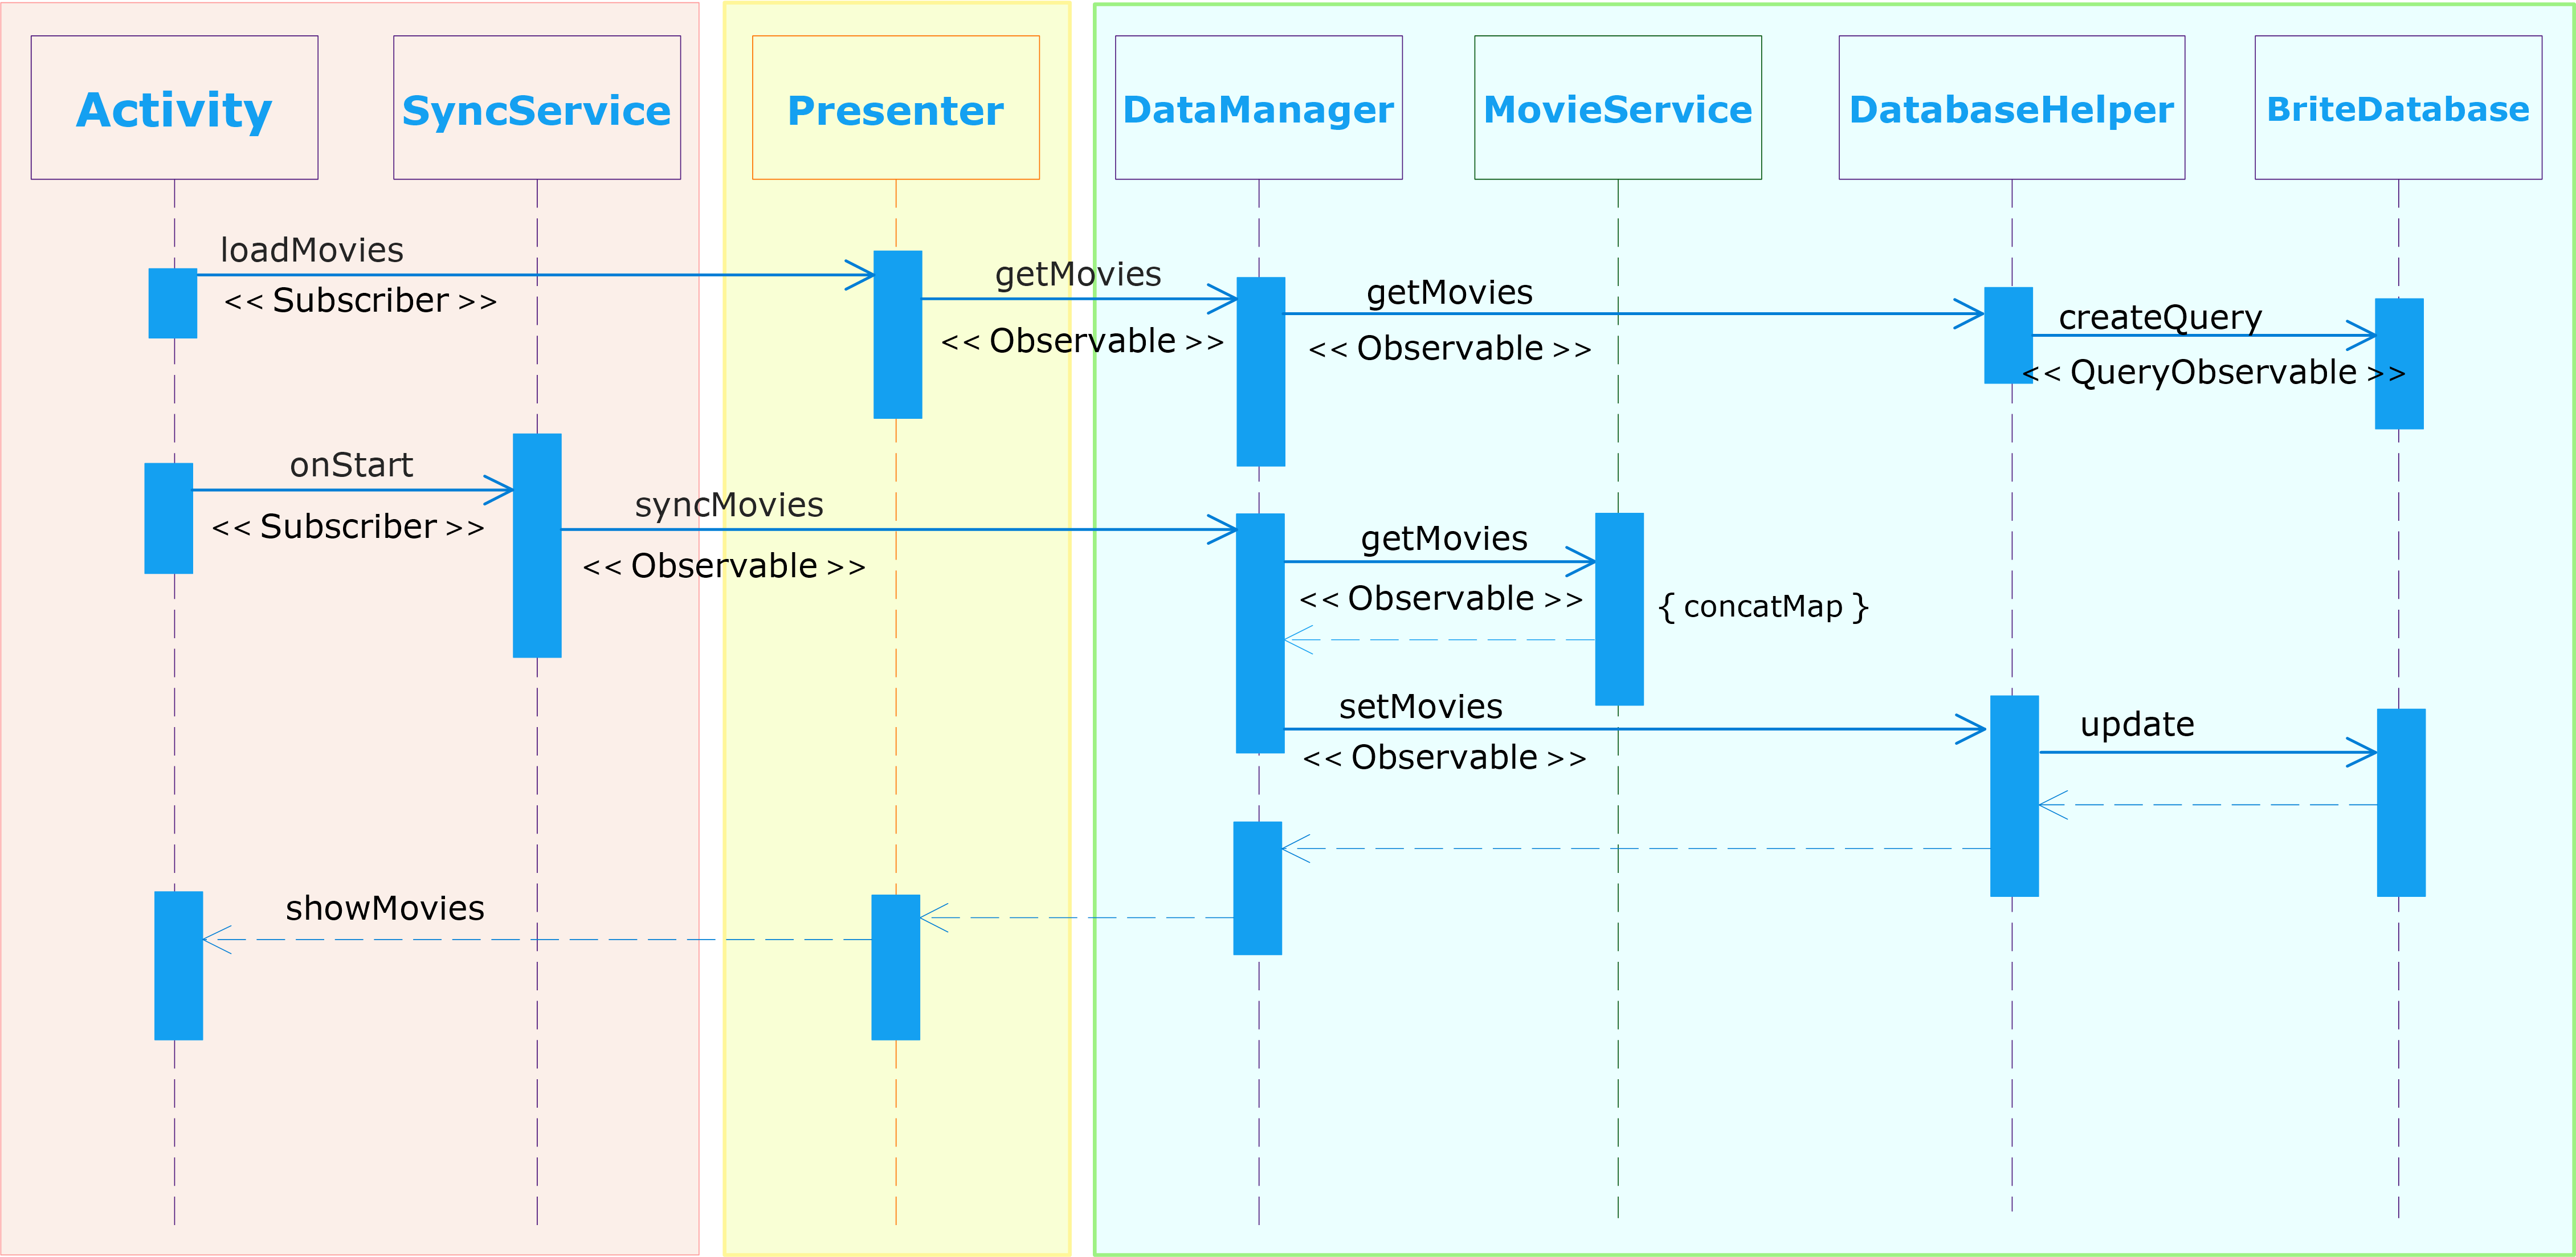 Activity
SyncService
Presenter
DataManager
MovieService
DatabaseHelper
BriteDatabase
loadMovies
<< Subscriber >>
getMovies
<< Observable >>
getMovies
<< Observable >>
createQuery
<< QueryObservable >>
onStart
<< Subscriber >>
syncMovies
<< Observable >>
getMovies
<< Observable >>
{ concatMap }
setMovies
<< Observable >>
update
showMovies